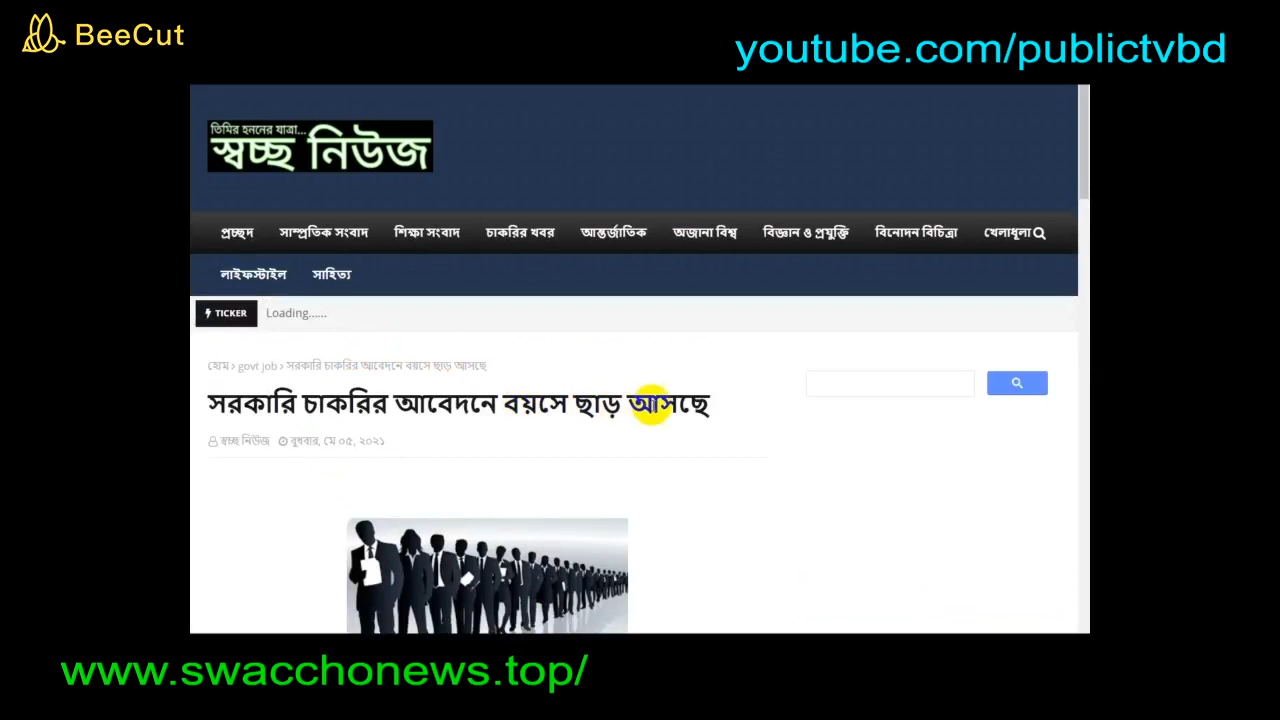 BeeCut
youtube.com/publictvbd
তিমির হননের যাত্রা...
স্বচ্ছ নিউজ
প্রচ্ছদ সাম্প্রতিক সংবাদ শিক্ষা সংবাদ চাকরির খবর আন্তর্জাতিক অজানা বিশ্ব বিজ্ঞান ও প্রযুক্তি বিনোদন বিচিত্রা খেলাধূলা
লাইফস্টাইল সাহিত্য
TICKER Loading......
হোম › govt job › সরকারি চাকরির আবেদনে বয়সে ছাড় আসছে
সরকারি চাকরির আবেদনে বয়সে ছাড় আসছে
স্বচ্ছ নিউজ বুধবার, মে ০৫, ২০২১
www.swacchonews.top/